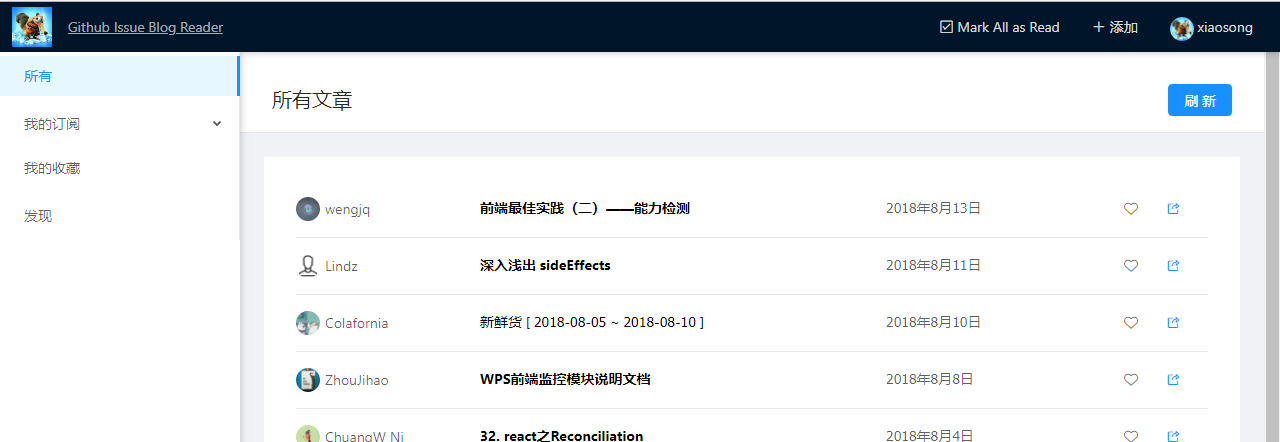 Github Issue Blog Reader
Mark All as Read
添加
xiaosong
所有
我的订阅
我的收藏
发现
所有文章
刷 新
wengjq 前端最佳实践（二）——能力检测 2018年8月13日
Lindz 深入浅出 sideEffects 2018年8月11日
Colafornia 新鲜货 [ 2018-08-05 ~ 2018-08-10 ] 2018年8月10日
ZhouJihao WPS前端监控模块说明文档 2018年8月8日
ChuangW Ni 32. react之Reconciliation 2018年8月4日